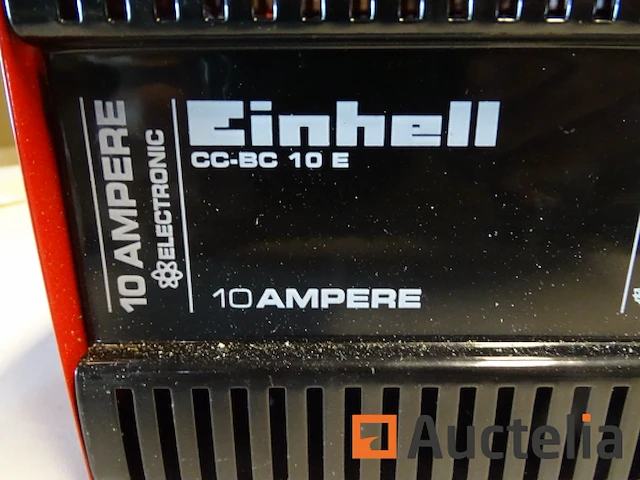 10 AMPERE
ELECTRONIC
Einhell
CC-BC 10 E
10 AMPERE
Auctelia